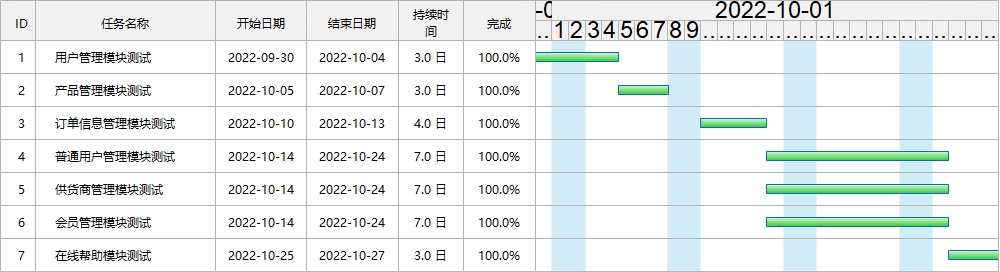 ID 任务名称 开始日期 结束日期 持续时间 完成 2022-10-01
.. 1 2 3 4 5 6 7 8 9
1 用户管理模块测试 2022-09-30 2022-10-04 3.0 日 100.0%
2 产品管理模块测试 2022-10-05 2022-10-07 3.0 日 100.0%
3 订单信息管理模块测试 2022-10-10 2022-10-13 4.0 日 100.0%
4 普通用户管理模块测试 2022-10-14 2022-10-24 7.0 日 100.0%
5 供货商管理模块测试 2022-10-14 2022-10-24 7.0 日 100.0%
6 会员管理模块测试 2022-10-14 2022-10-24 7.0 日 100.0%
7 在线帮助模块测试 2022-10-25 2022-10-27 3.0 日 100.0%